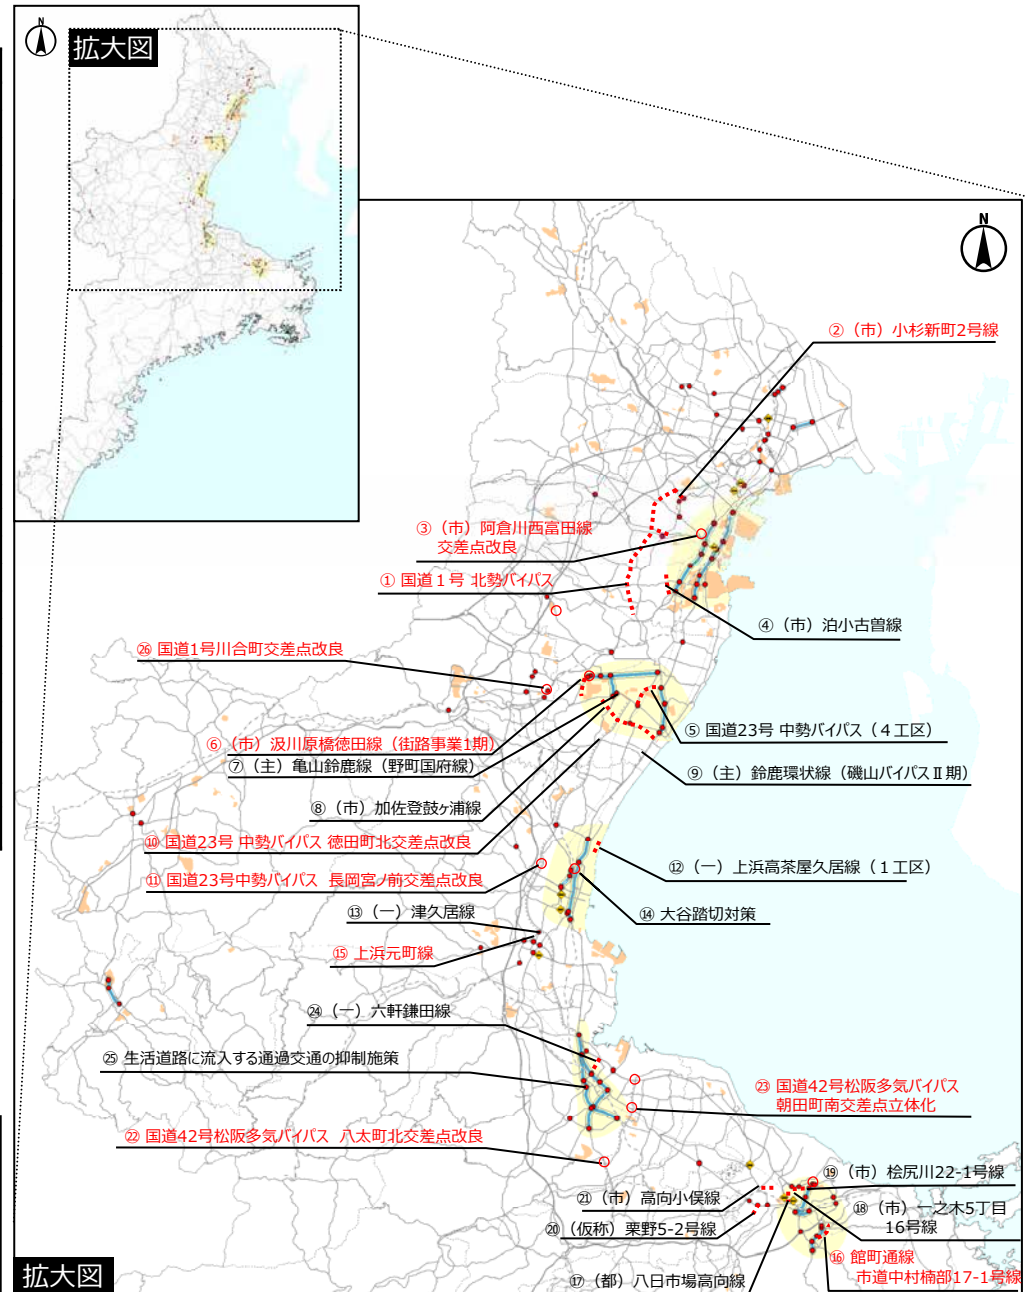 N
拡大図
N
②（市）小杉新町2号線
③（市）阿倉川西富田線
交差点改良
① 国道１号 北勢バイパス
④（市）泊小古曽線
㉖ 国道1号川合町交差点改良
⑤ 国道23号 中勢バイパス（４工区）
⑥（市）汲川原橋徳田線（街路事業1期）
⑦（主）亀山鈴鹿線（野町国府線）
⑨（主）鈴鹿環状線（磯山バイパスⅡ期）
⑧（市）加佐登鼓ヶ浦線
⑩ 国道23号 中勢バイパス 徳田町北交差点改良
⑫（一）上浜高茶屋久居線（１工区）
⑪ 国道23号中勢バイパス 長岡宮ノ前交差点改良
⑬（一）津久居線
⑭ 大谷踏切対策
⑮ 上浜元町線
㉔（一）六軒鎌田線
㉕ 生活道路に流入する通過交通の抑制施策
㉓ 国道42号松阪多気バイパス
朝田町南交差点立体化
㉒ 国道42号松阪多気バイパス 八太町北交差点改良
⑲（市）桧尻川22-1号線
㉑（市）高向小俣線
⑱（市）一之木5丁目
16号線
⑳（仮称）粟野5-2号線
⑯ 館町通線
市道中村楠部17-1号線
⑰（都）八日市場高向線
拡大図